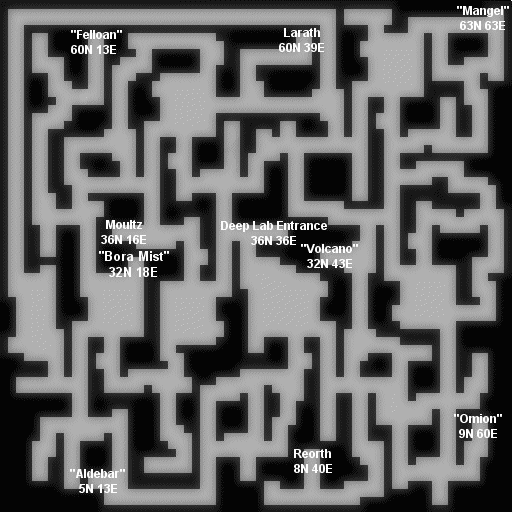 "Mangel"
63N 63E
"Felloan"
60N 13E
Larath
60N 39E
Moultz
36N 16E
"Bora Mist"
32N 18E
Deep Lab Entrance
36N 36E
"Volcano"
32N 43E
"Omion"
9N 60E
Reorth
8N 40E
"Aldebar"
5N 13E